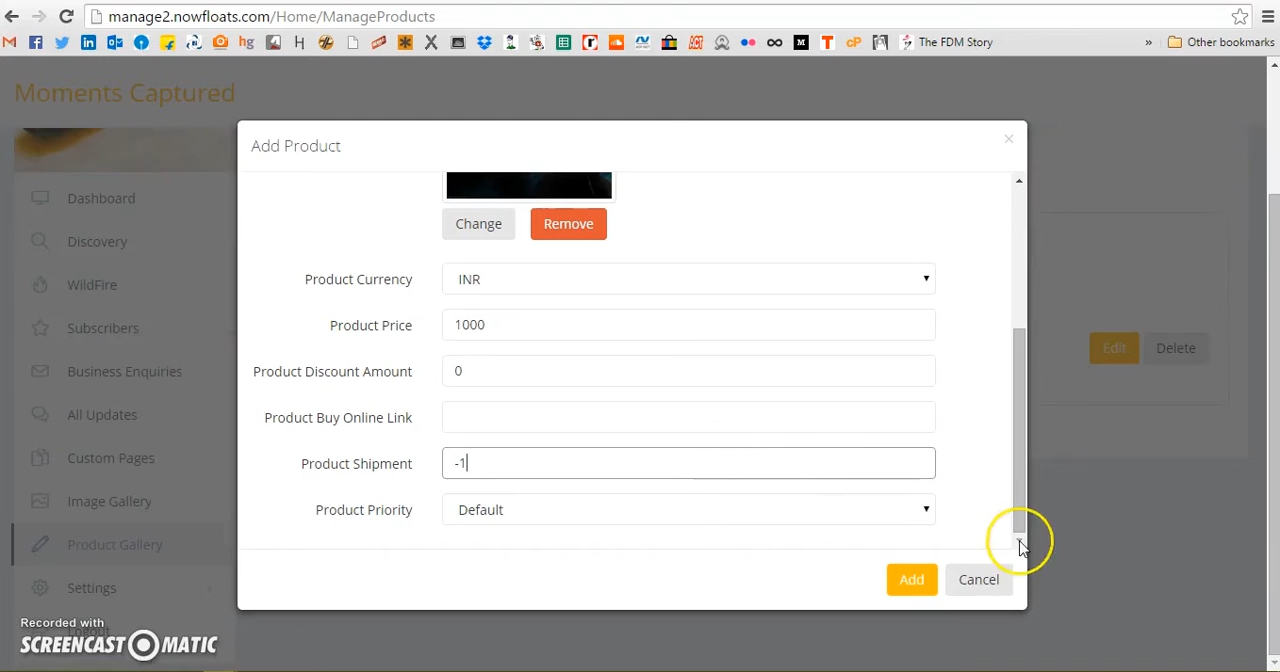 manage2.nowfloats.com/Home/ManageProducts
The FDM Story
» Other bookmarks
Moments Captured
Add Product
×
Dashboard
Discovery
WildFire
Subscribers
Business Enquiries
All Updates
Custom Pages
Image Gallery
Product Gallery
Settings
Logout
Change Remove
Product Currency INR
Product Price 1000
Product Discount Amount 0
Product Buy Online Link
Product Shipment -1
Product Priority Default
Edit Delete
Add Cancel
Recorded with
SCREENCAST MATIC